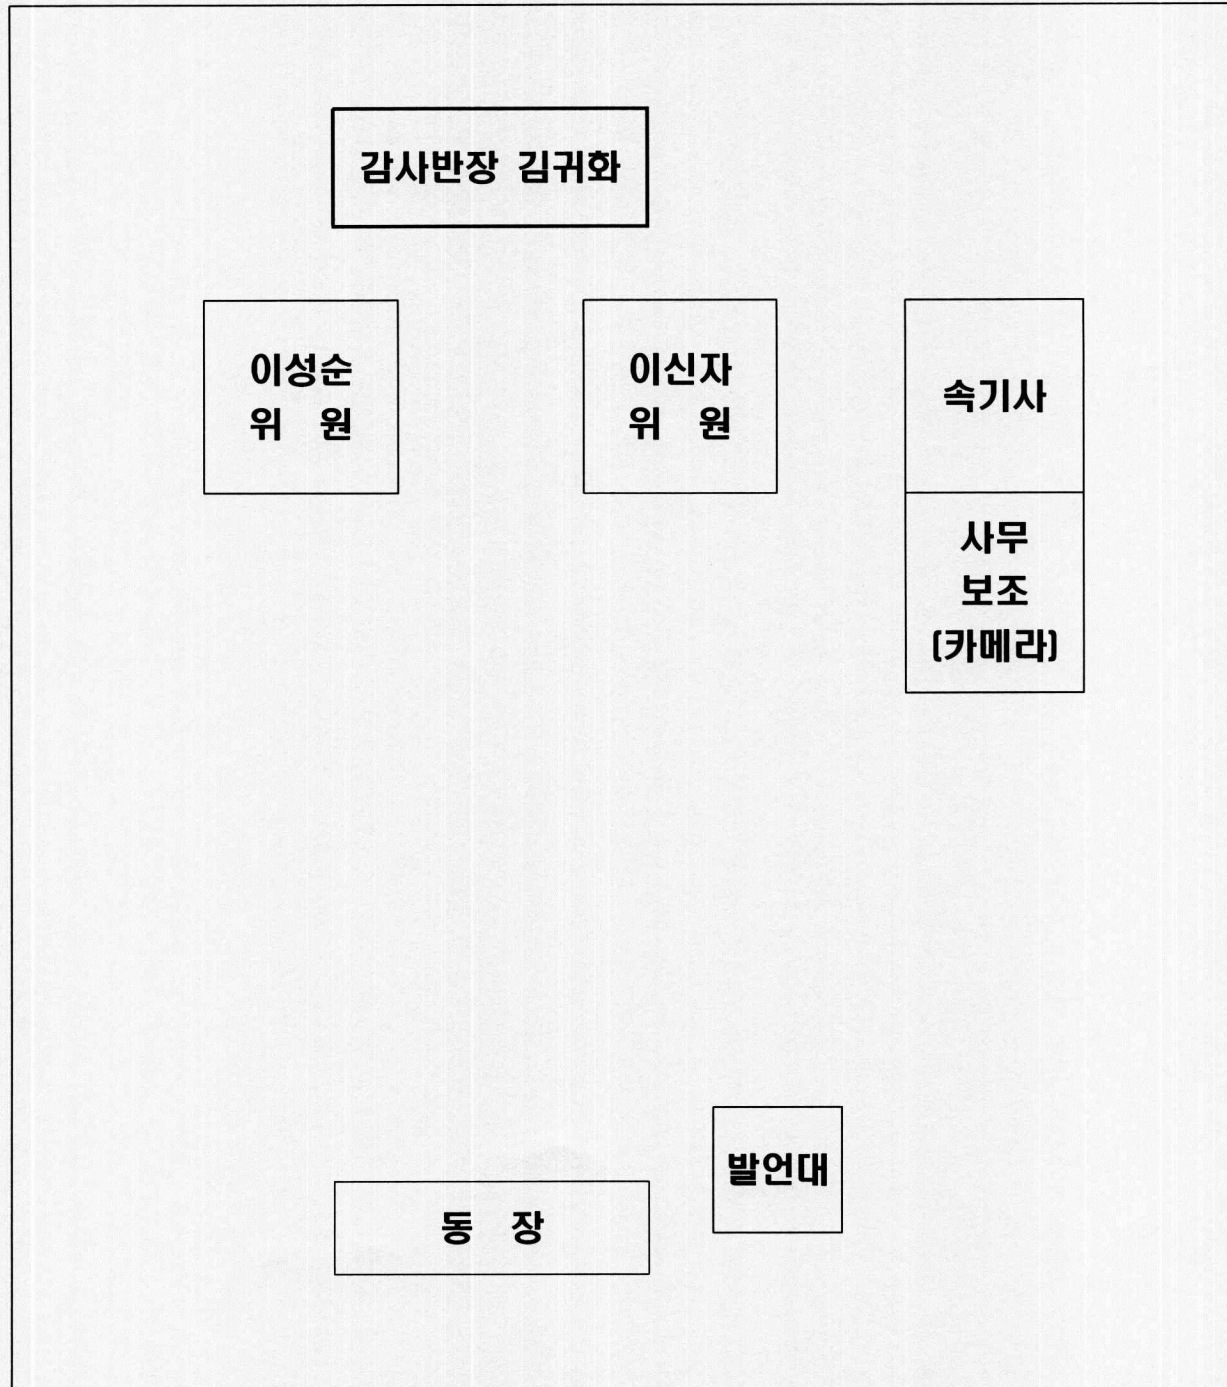 감사반장 김귀화
이성순
위 원
이신자
위 원
속기사
사무
보조
(카메라)
발언대
동 장